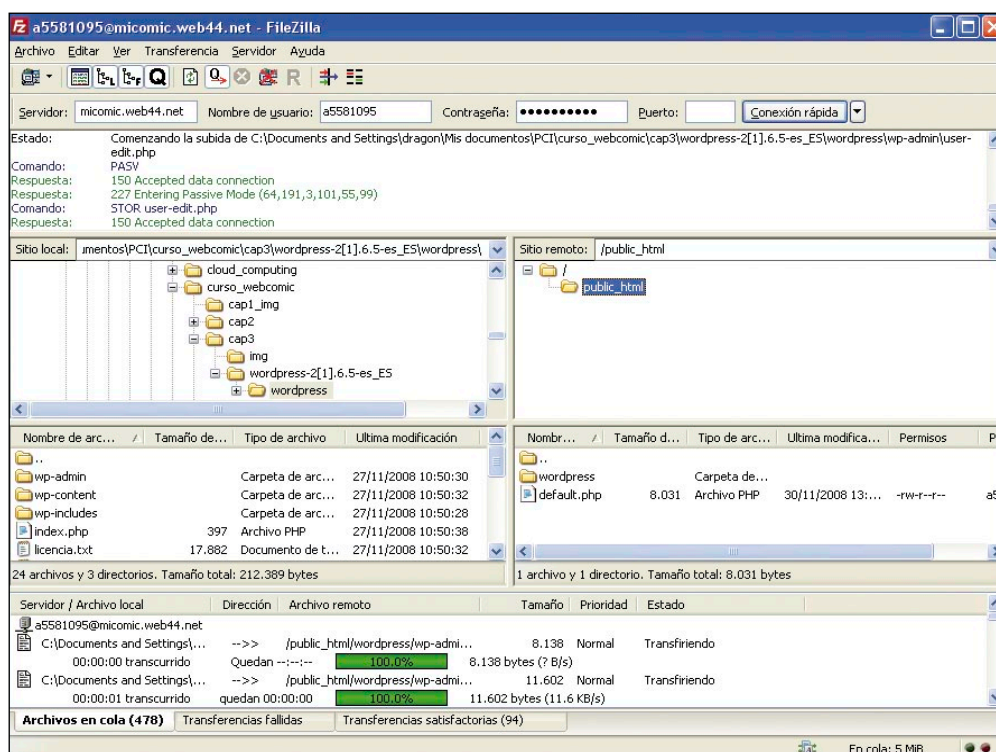 a5581095@micomic.web44.net - FileZilla
Archivo Editar Ver Transferencia Servidor Ayuda
Servidor: micomic.web44.net Nombre de usuario: a5581095 Contraseña: ●●●●●●●●●● Puerto: Conexión rápida
Estado: Comenzando la subida de C:\Documents and Settings\dragon\Mis documentos\PCI\curso_webcomic\cap3\wordpress-2[1].6.5-es_ES\wordpress\wp-admin\user-
edit.php
Comando: PASV
Respuesta: 150 Accepted data connection
Respuesta: 227 Entering Passive Mode (64,191,3,101,55,99)
Comando: STOR user-edit.php
Respuesta: 150 Accepted data connection
Sitio local: umentos\PCI\curso_webcomic\cap3\wordpress-2[1].6.5-es_ES\wordpress\ Sitio remoto: /public_html
cloud_computing /
curso_webcomic public_html
cap1_img
cap2
cap3
img
wordpress-2[1].6.5-es_ES
wordpress
Nombre de arc... / Tamaño de... Tipo de archivo Ultima modificación Nombr... / Tamaño d... Tipo de arc... Ultima modifica... Permisos P
.. ..
wp-admin Carpeta de arc... 27/11/2008 10:50:30 wordpress Carpeta de...
wp-content Carpeta de arc... 27/11/2008 10:50:32 default.php 8.031 Archivo PHP 30/11/2008 13:... -rw-r--r-- a5
wp-includes Carpeta de arc... 27/11/2008 10:50:28
index.php 397 Archivo PHP 27/11/2008 10:50:38
licencia.txt 17.882 Documento de t... 27/11/2008 10:50:32
24 archivos y 3 directorios. Tamaño total: 212.389 bytes 1 archivo y 1 directorio. Tamaño total: 8.031 bytes
Servidor / Archivo local Dirección Archivo remoto Tamaño Prioridad Estado
a5581095@micomic.web44.net
C:\Documents and Settings\... -->> /public_html/wordpress/wp-admi... 8.138 Normal Transfiriendo
00:00:00 transcurrido Quedan --:--:-- 100.0% 8.138 bytes (? B/s)
C:\Documents and Settings\... -->> /public_html/wordpress/wp-admi... 11.602 Normal Transfiriendo
00:00:01 transcurrido quedan 00:00:00 100.0% 11.602 bytes (11.6 KB/s)
Archivos en cola (478) Transferencias fallidas Transferencias satisfactorias (94)
En cola: 5 MiB